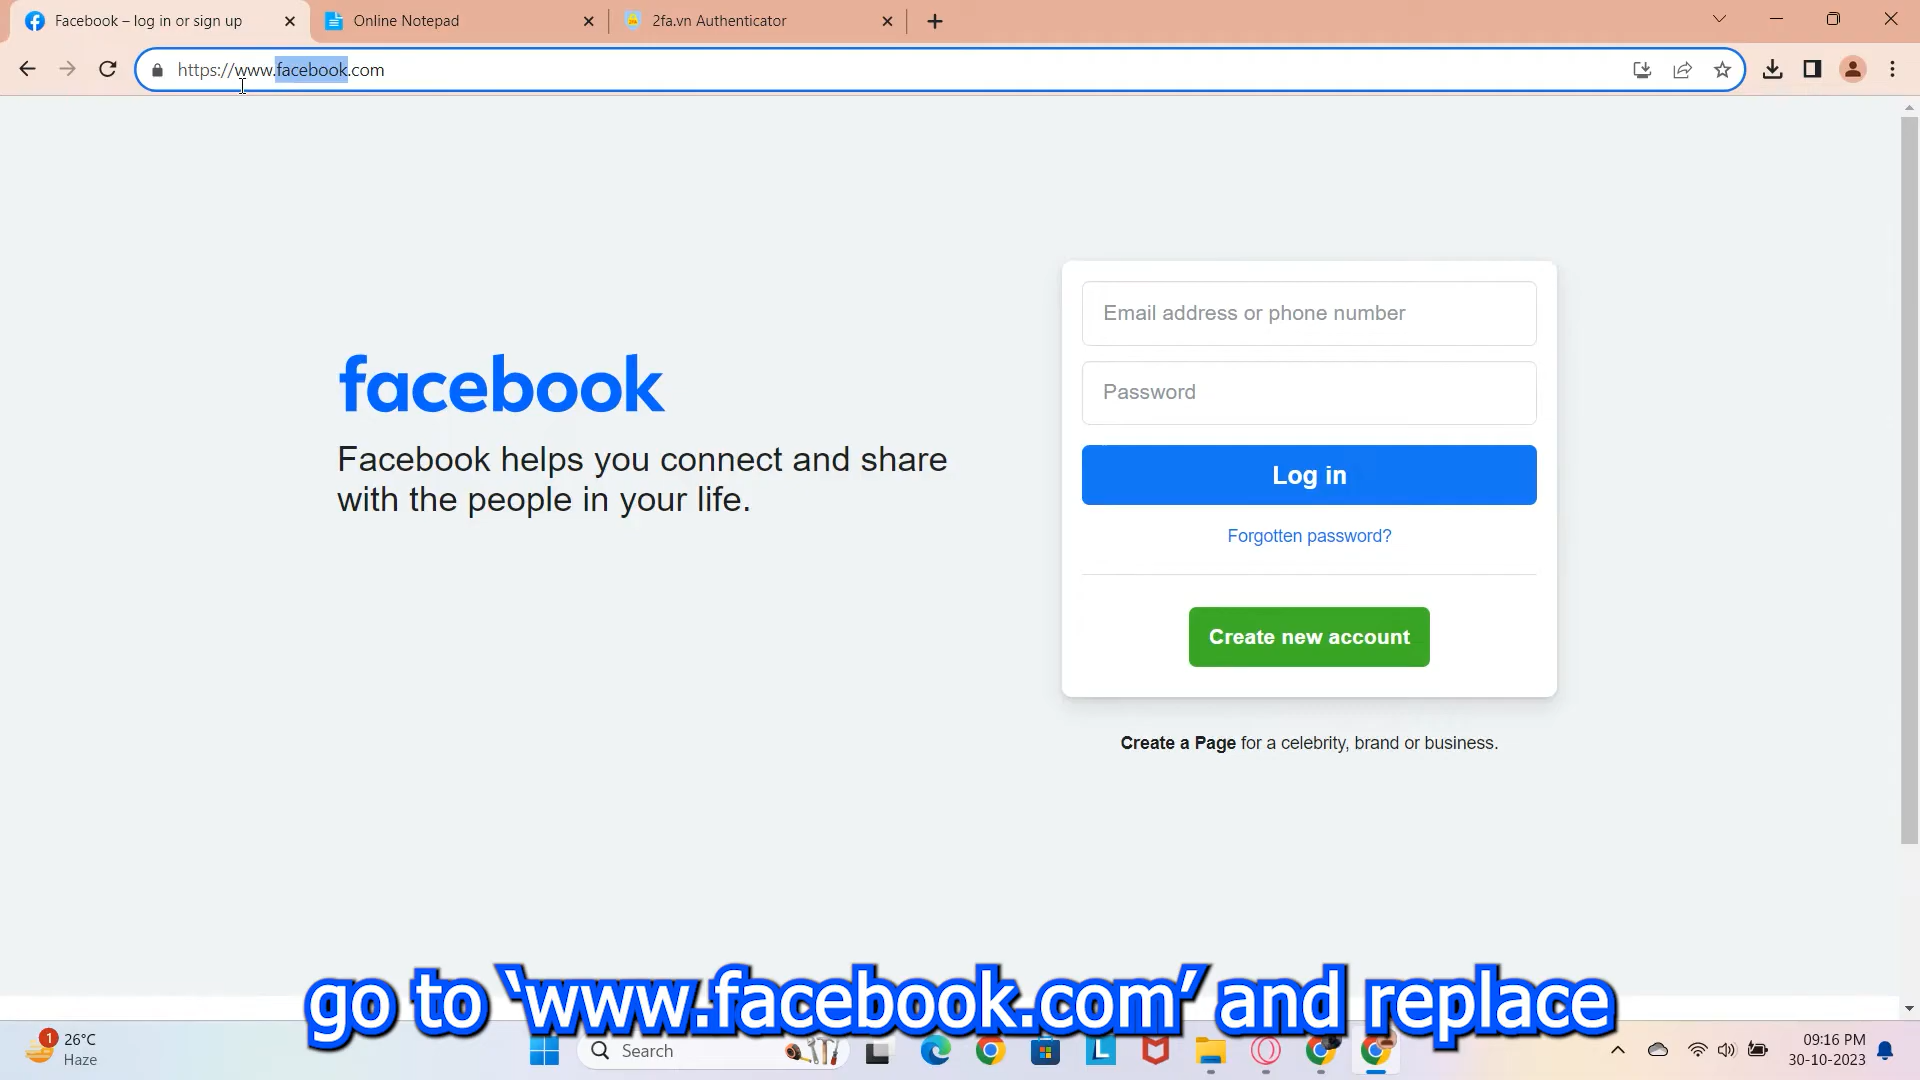 Facebook – log in or sign up
Online Notepad
2fa.vn Authenticator
https://www.facebook.com
Email address or phone number
facebook
Password
Facebook helps you connect and share
with the people in your life.
Log in
Forgotten password?
Create new account
Create a Page for a celebrity, brand or business.
go to ‘www.facebook.com’ and replace
1
26°C
Haze
Search
L
09:16 PM
30-10-2023